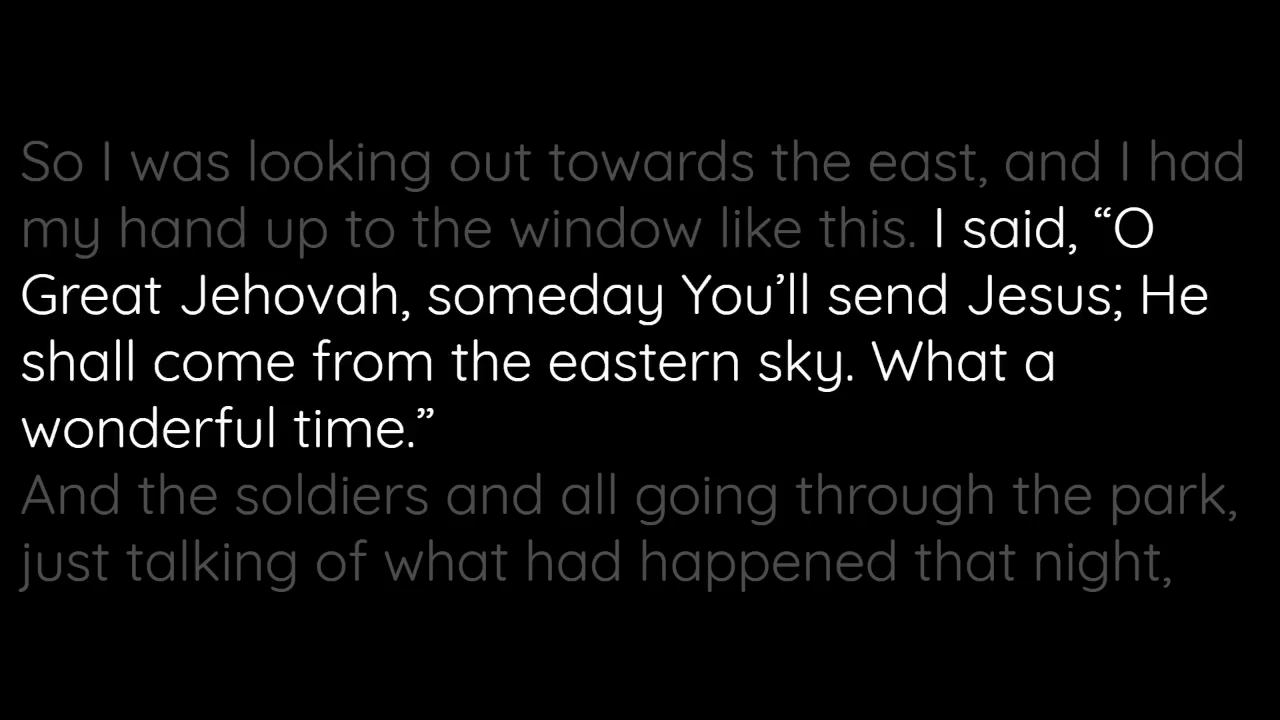 So I was looking out towards the east, and I had
my hand up to the window like this. I said, “O
Great Jehovah, someday You’ll send Jesus; He
shall come from the eastern sky. What a
wonderful time.”
And the soldiers and all going through the park,
just talking of what had happened that night,